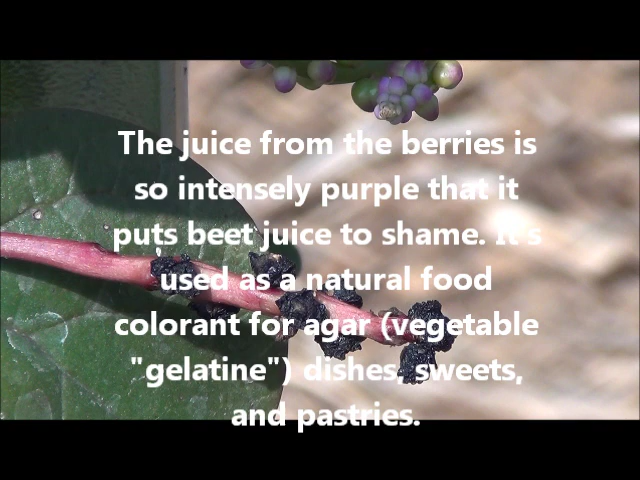 The juice from the berries is
so intensely purple that it
puts beet juice to shame. It's
used as a natural food
colorant for agar (vegetable
"gelatine") dishes, sweets,
and pastries.